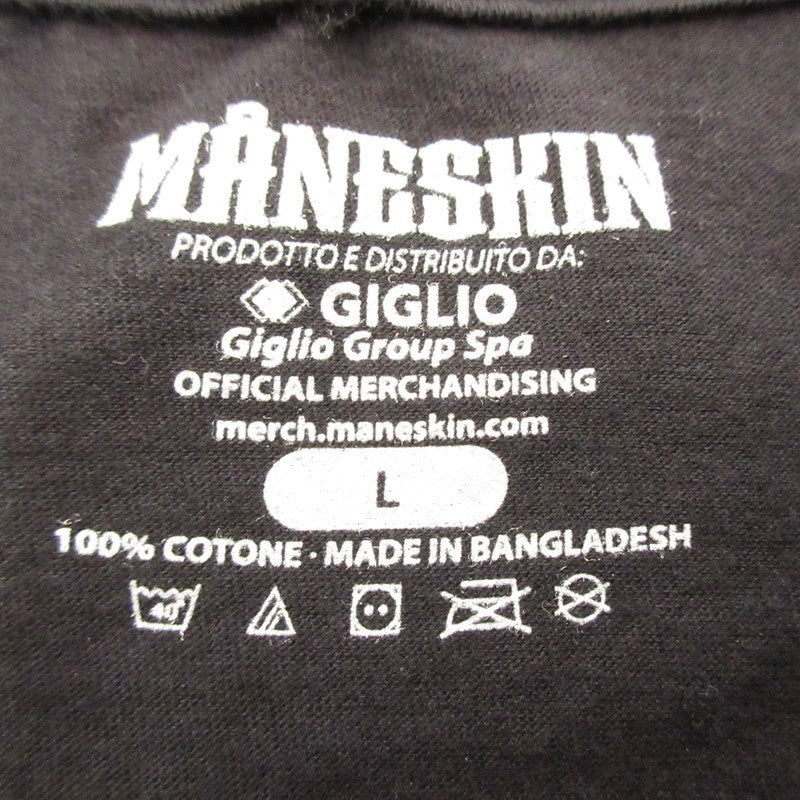 MÅNESKIN
PRODOTTO E DISTRIBUITO DA:
GIGLIO
Giglio Group Spa
OFFICIAL MERCHANDISING
merch.maneskin.com
L
100% COTONE · MADE IN BANGLADESH
40°